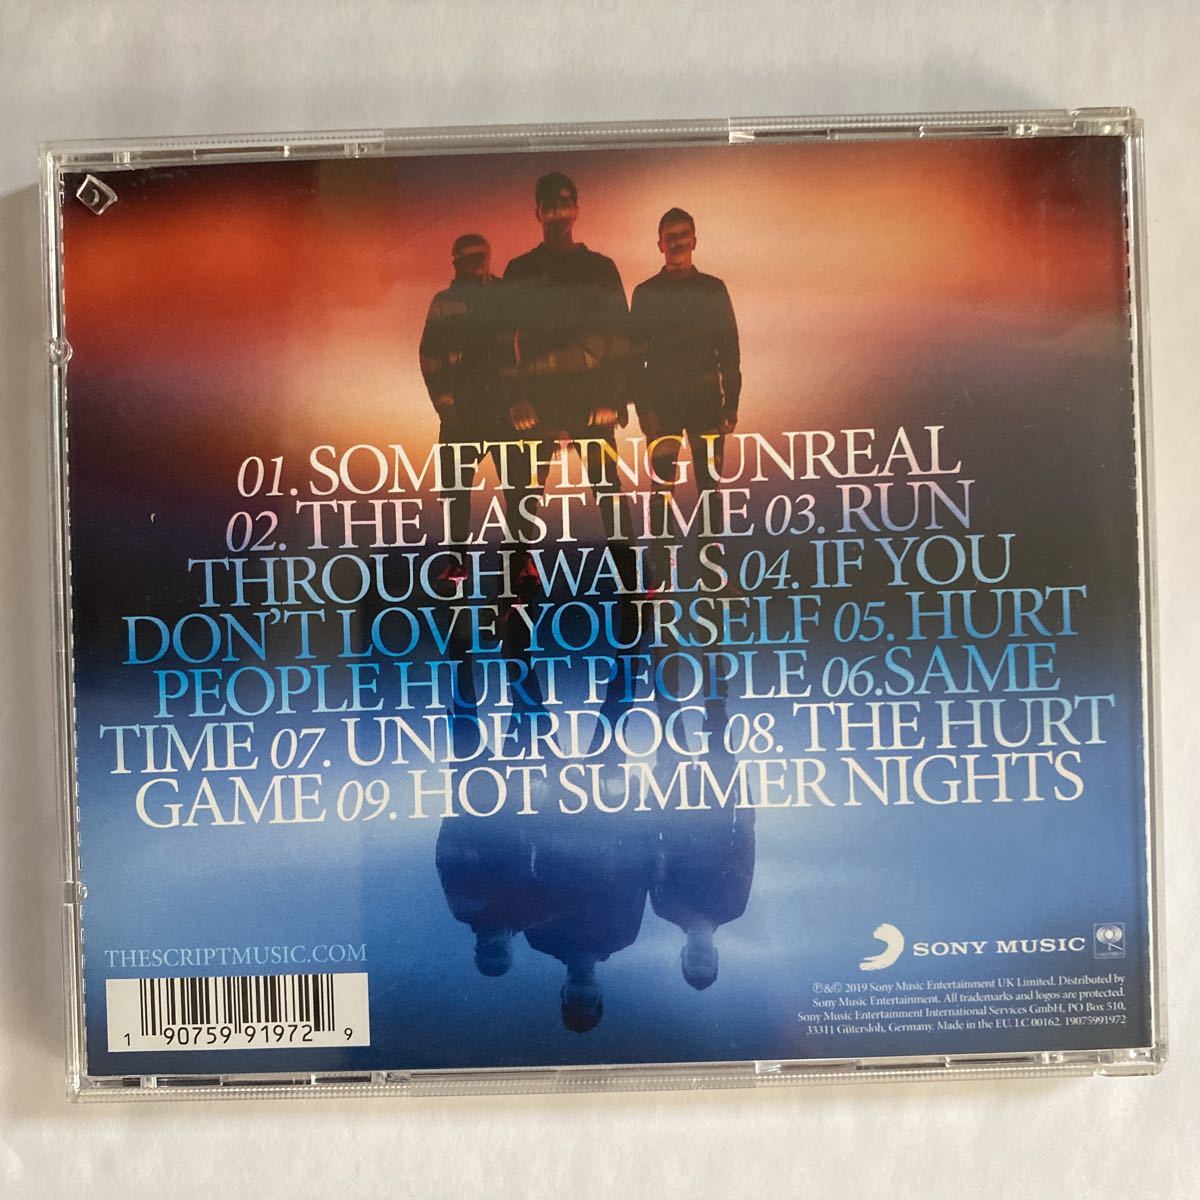 01. SOMETHING UNREAL
02. THE LAST TIME 03. RUN
THROUGH WALLS 04. IF YOU
DON'T LOVE YOURSELF 05. HURT
PEOPLE HURT PEOPLE 06.SAME
TIME 07. UNDERDOG 08. THE HURT
GAME 09. HOT SUMMER NIGHTS
THESCRIPTMUSIC.COM
1 90759 91972 9
SONY MUSIC
℗&© 2019 Sony Music Entertainment UK Limited. Distributed by
Sony Music Entertainment. All trademarks and logos are protected.
Sony Music Entertainment International Services GmbH, PO Box 510,
33311 Gütersloh, Germany. Made in the EU. LC 00162. 19075991972